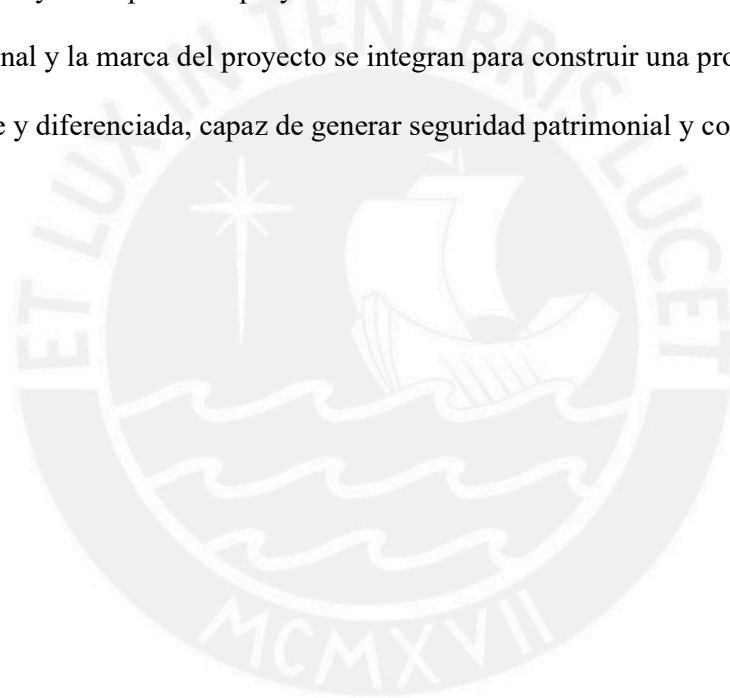 nal y la marca del proyecto se integran para construir una pro
e y diferenciada, capaz de generar seguridad patrimonial y co
ET LUX IN TENEBRIS LUCET
MCMXVII